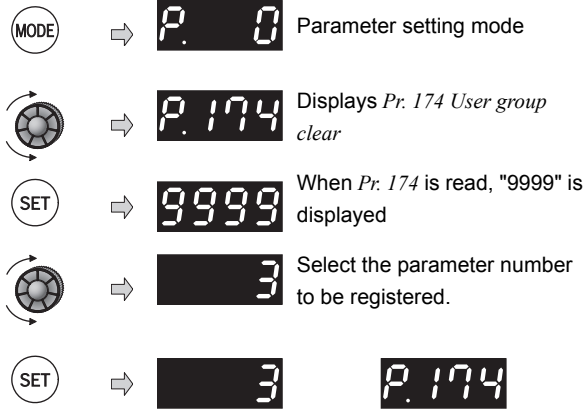 MODE
P. 0
Parameter setting mode
P.174
Displays Pr. 174 User group
clear
SET
9999
When Pr. 174 is read, "9999" is
displayed
3
Select the parameter number
to be registered.
SET
3 P.174